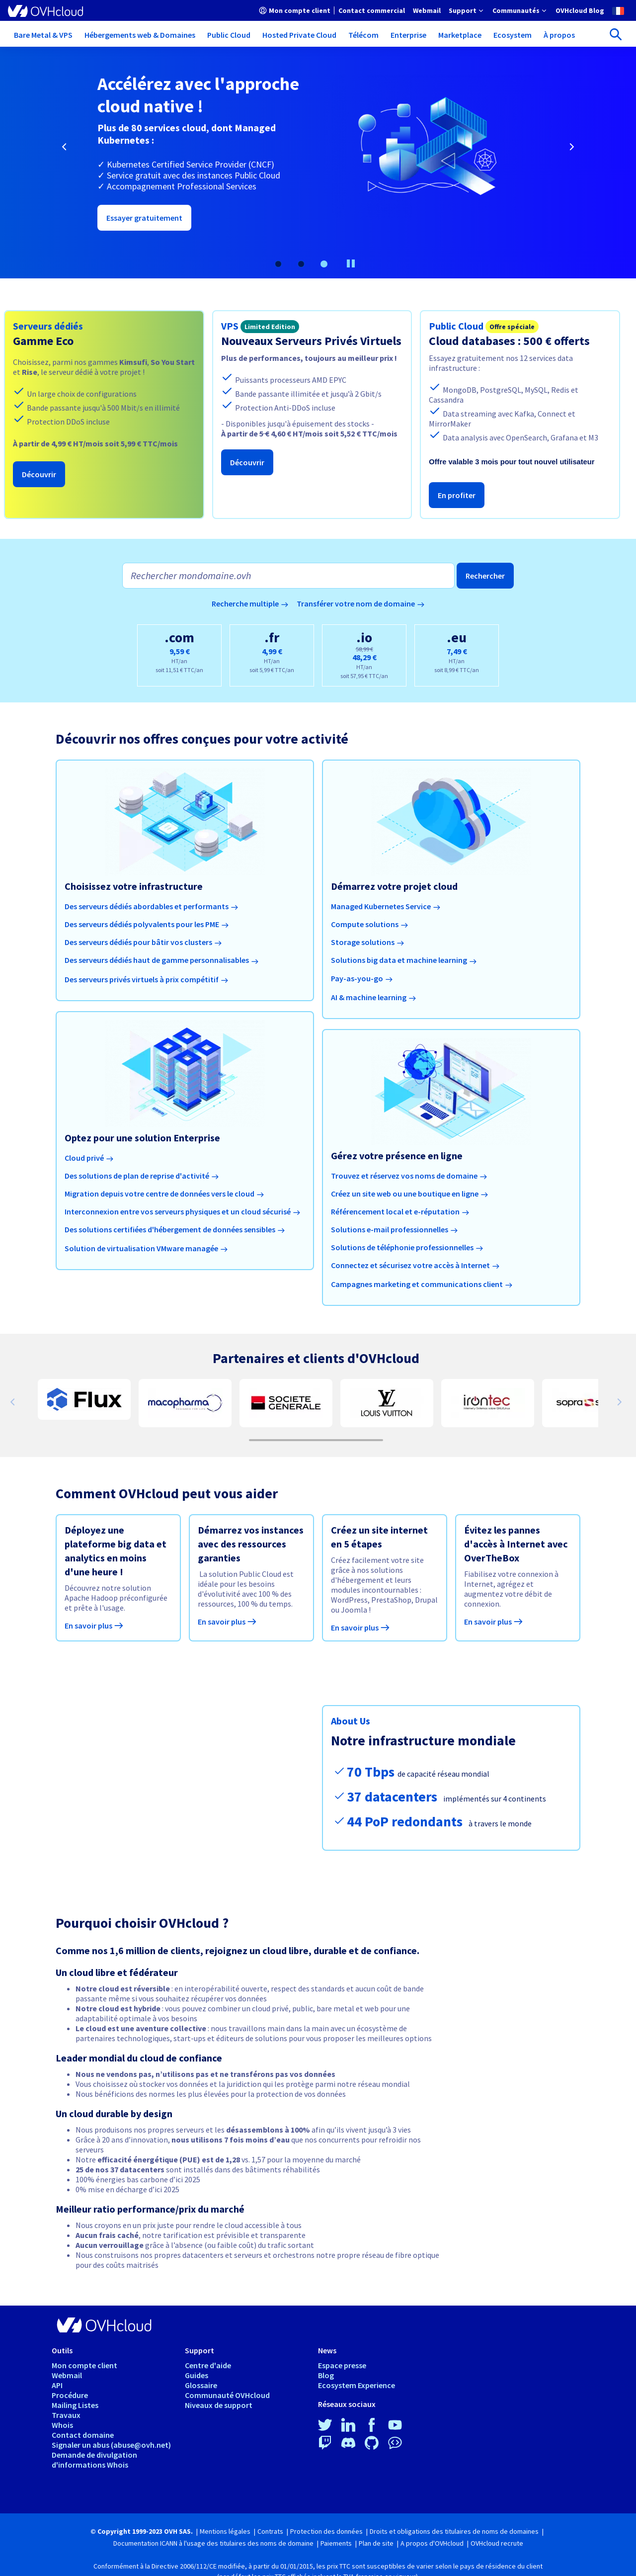 OVHcloud
Mon compte client | Contact commercial Webmail Support Communautés OVHcloud Blog
Bare Metal & VPS Hébergements web & Domaines Public Cloud Hosted Private Cloud Télécom Enterprise Marketplace Ecosystem À propos
Accélérez avec l'approche
cloud native !
Plus de 80 services cloud, dont Managed
Kubernetes :
✓ Kubernetes Certified Service Provider (CNCF)
✓ Service gratuit avec des instances Public Cloud
✓ Accompagnement Professional Services
Essayer gratuitement
Serveurs dédiés
Gamme Eco
Choisissez, parmi nos gammes Kimsufi, So You Start
et Rise, le serveur dédié à votre projet !
Un large choix de configurations
Bande passante jusqu'à 500 Mbit/s en illimité
Protection DDoS incluse
À partir de 4,99 € HT/mois soit 5,99 € TTC/mois
Découvrir
VPS Limited Edition
Nouveaux Serveurs Privés Virtuels
Plus de performances, toujours au meilleur prix !
Puissants processeurs AMD EPYC
Bande passante illimitée et jusqu'à 2 Gbit/s
Protection Anti-DDoS incluse
- Disponibles jusqu'à épuisement des stocks -
À partir de 5 € 4,60 € HT/mois soit 5,52 € TTC/mois
Découvrir
Public Cloud Offre spéciale
Cloud databases : 500 € offerts
Essayez gratuitement nos 12 services data
infrastructure :
MongoDB, PostgreSQL, MySQL, Redis et
Cassandra
Data streaming avec Kafka, Connect et
MirrorMaker
Data analysis avec OpenSearch, Grafana et M3
Offre valable 3 mois pour tout nouvel utilisateur
En profiter
Rechercher mondomaine.ovh
Rechercher
Recherche multiple → Transférer votre nom de domaine →
.com
9,59 €
HT/an
soit 11,51 € TTC/an
.fr
4,99 €
HT/an
soit 5,99 € TTC/an
.io
58,99 €
48,29 €
HT/an
soit 57,95 € TTC/an
.eu
7,49 €
HT/an
soit 8,99 € TTC/an
Découvrir nos offres conçues pour votre activité
Choisissez votre infrastructure
Des serveurs dédiés abordables et performants →
Des serveurs dédiés polyvalents pour les PME →
Des serveurs dédiés pour bâtir vos clusters →
Des serveurs dédiés haut de gamme personnalisables →
Des serveurs privés virtuels à prix compétitif →
Démarrez votre projet cloud
Managed Kubernetes Service →
Compute solutions →
Storage solutions →
Solutions big data et machine learning →
Pay-as-you-go →
AI & machine learning →
Optez pour une solution Enterprise
Cloud privé →
Des solutions de plan de reprise d'activité →
Migration depuis votre centre de données vers le cloud →
Interconnexion entre vos serveurs physiques et un cloud sécurisé →
Des solutions certifiées d'hébergement de données sensibles →
Solution de virtualisation VMware managée →
Gérez votre présence en ligne
Trouvez et réservez vos noms de domaine →
Créez un site web ou une boutique en ligne →
Référencement local et e-réputation →
Solutions e-mail professionnelles →
Solutions de téléphonie professionnelles →
Connectez et sécurisez votre accès à Internet →
Campagnes marketing et communications client →
Partenaires et clients d'OVHcloud
Flux
macopharma
SOCIETE GENERALE
LOUIS VUITTON
irontec
sopra s
Comment OVHcloud peut vous aider
Déployez une
plateforme big data et
analytics en moins
d'une heure !
Découvrez notre solution
Apache Hadoop préconfigurée
et prête à l'usage.
En savoir plus →
Démarrez vos instances
avec des ressources
garanties
La solution Public Cloud est
idéale pour les besoins
d'évolutivité avec 100 % des
ressources, 100 % du temps.
En savoir plus →
Créez un site internet
en 5 étapes
Créez facilement votre site
grâce à nos solutions
d'hébergement et leurs
modules incontournables :
WordPress, PrestaShop, Drupal
ou Joomla !
En savoir plus →
Évitez les pannes
d'accès à Internet avec
OverTheBox
Fiabilisez votre connexion à
Internet, agrégez et
augmentez votre débit de
connexion.
En savoir plus →
About Us
Notre infrastructure mondiale
70 Tbps de capacité réseau mondial
37 datacenters implémentés sur 4 continents
44 PoP redondants à travers le monde
Pourquoi choisir OVHcloud ?
Comme nos 1,6 million de clients, rejoignez un cloud libre, durable et de confiance.
Un cloud libre et fédérateur
Notre cloud est réversible : en interopérabilité ouverte, respect des standards et aucun coût de bande
passante même si vous souhaitez récupérer vos données
Notre cloud est hybride : vous pouvez combiner un cloud privé, public, bare metal et web pour une
adaptabilité optimale à vos besoins
Le cloud est une aventure collective : nous travaillons main dans la main avec un écosystème de
partenaires technologiques, start-ups et éditeurs de solutions pour vous proposer les meilleures options
Leader mondial du cloud de confiance
Nous ne vendons pas, n'utilisons pas et ne transférons pas vos données
Vous choisissez où stocker vos données et la juridiction qui les protège parmi notre réseau mondial
Nous bénéficions des normes les plus élevées pour la protection de vos données
Un cloud durable by design
Nous produisons nos propres serveurs et les désassemblons à 100% afin qu'ils vivent jusqu'à 3 vies
Grâce à 20 ans d'innovation, nous utilisons 7 fois moins d'eau que nos concurrents pour refroidir nos
serveurs
Notre efficacité énergétique (PUE) est de 1,28 vs. 1,57 pour la moyenne du marché
25 de nos 37 datacenters sont installés dans des bâtiments réhabilités
100% énergies bas carbone d'ici 2025
0% mise en décharge d'ici 2025
Meilleur ratio performance/prix du marché
Nous croyons en un prix juste pour rendre le cloud accessible à tous
Aucun frais caché, notre tarification est prévisible et transparente
Aucun verrouillage grâce à l'absence (ou faible coût) du trafic sortant
Nous construisons nos propres datacenters et serveurs et orchestrons notre propre réseau de fibre optique
pour des coûts maitrisés
OVHcloud
Outils
Mon compte client
Webmail
API
Procédure
Mailing Listes
Travaux
Whois
Contact domaine
Signaler un abus (abuse@ovh.net)
Demande de divulgation
d'informations Whois
Support
Centre d'aide
Guides
Glossaire
Communauté OVHcloud
Niveaux de support
News
Espace presse
Blog
Ecosystem Experience
Réseaux sociaux
© Copyright 1999-2023 OVH SAS. | Mentions légales | Contrats | Protection des données | Droits et obligations des titulaires de noms de domaines |
Documentation ICANN à l'usage des titulaires des noms de domaine | Paiements | Plan de site | A propos d'OVHcloud | OVHcloud recrute
Conformément à la Directive 2006/112/CE modifiée, à partir du 01/01/2015, les prix TTC sont susceptibles de varier selon le pays de résidence du client